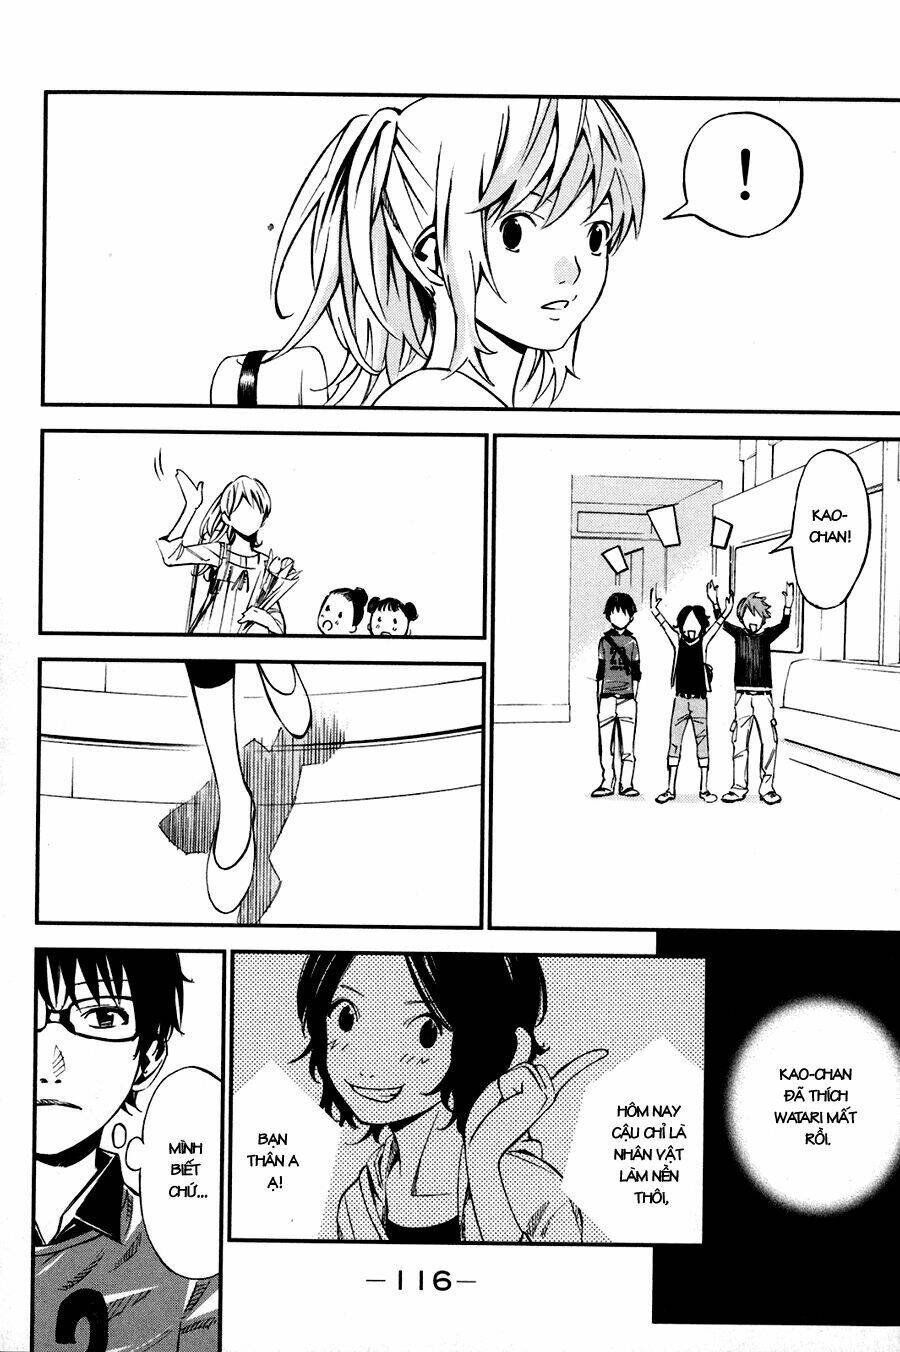 !
KAO-
CHAN!
KAO-CHAN
ĐÃ THÍCH
WATARI MẤT
RỒI.
HÔM NAY
CẬU CHỈ LÀ
NHÂN VẬT
LÀM NỀN
THÔI,
BẠN
THÂN A
Ạ!
MÌNH
BIẾT
CHỨ...
2
-116-